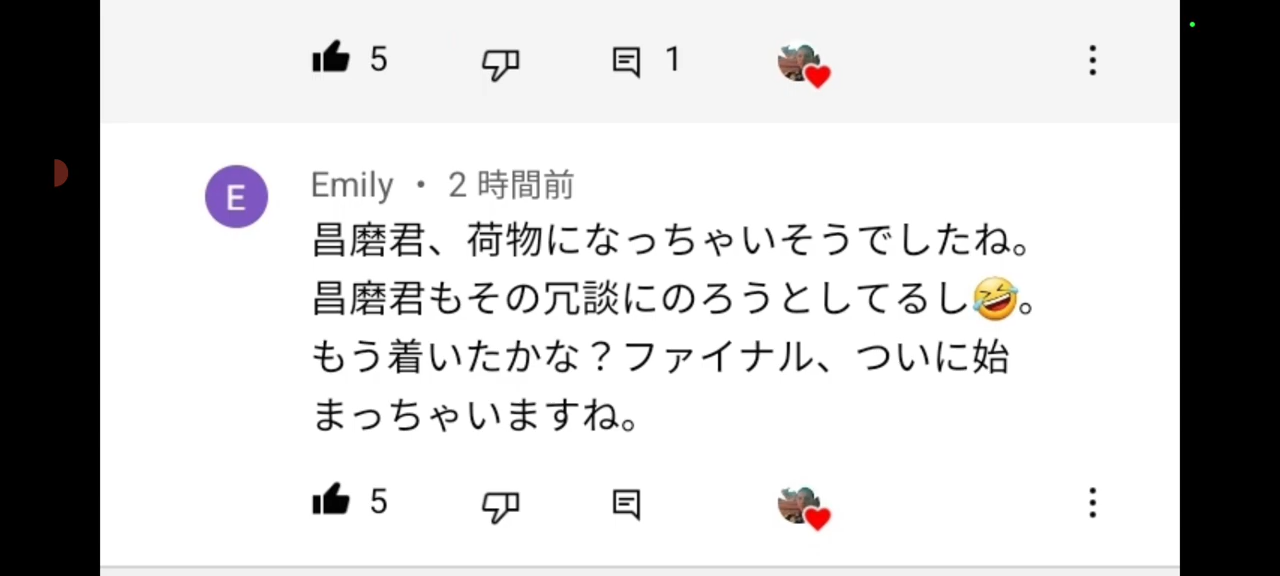 5 1
E
Emily • 2 時間前
昌磨君、荷物になっちゃいそうでしたね。
昌磨君もその冗談にのろうとしてるし🤣。
もう着いたかな？ファイナル、ついに始
まっちゃいますね。
5